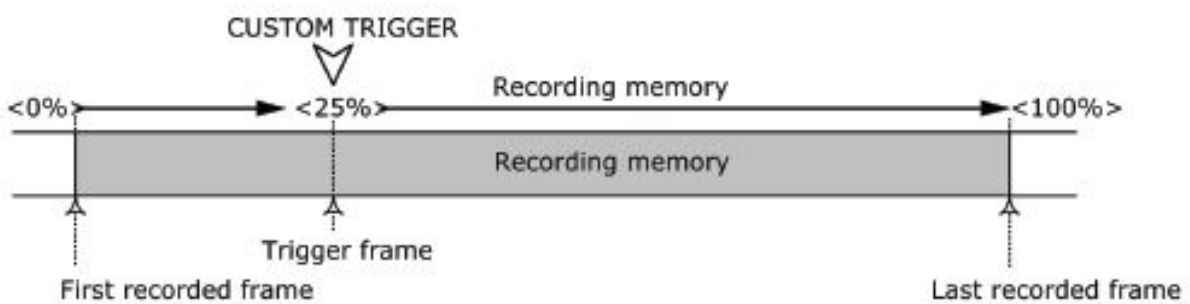 CUSTOM TRIGGER
Recording memory
<0%> <25%> <100%>
Recording memory
Trigger frame
First recorded frame
Last recorded frame